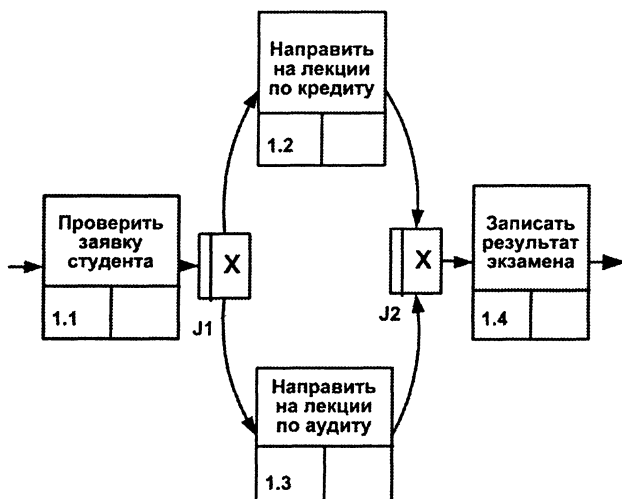 Направить
на лекции
по кредиту
1.2
Проверить
заявку
студента
1.1
X
J1
X
J2
Записать
результат
экзамена
1.4
Направить
на лекции
по аудиту
1.3